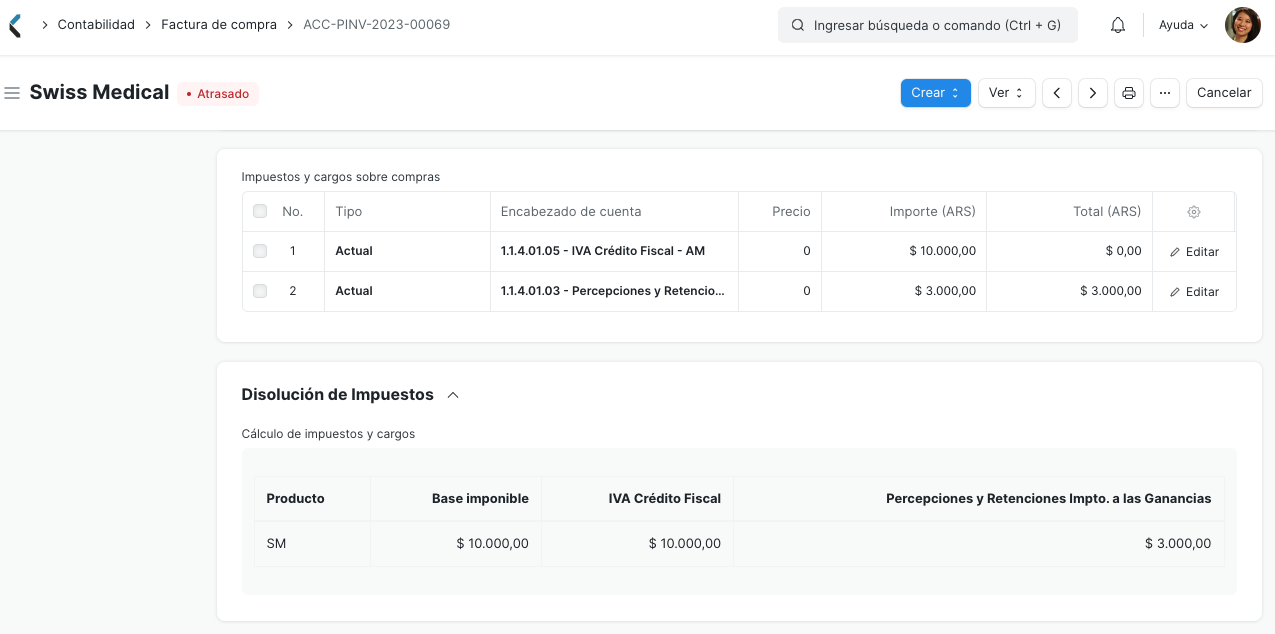 Contabilidad Factura de compra ACC-PINV-2023-00069 Ingresar búsqueda o comando (Ctrl + G) Ayuda
Swiss Medical • Atrasado Crear Ver ... Cancelar
Impuestos y cargos sobre compras
No. Tipo Encabezado de cuenta Precio Importe (ARS) Total (ARS)
1 Actual 1.1.4.01.05 - IVA Crédito Fiscal - AM 0 $ 10.000,00 $ 0,00 Editar
2 Actual 1.1.4.01.03 - Percepciones y Retencio... 0 $ 3.000,00 $ 3.000,00 Editar
Disolución de Impuestos
Cálculo de impuestos y cargos
Producto Base imponible IVA Crédito Fiscal Percepciones y Retenciones Impto. a las Ganancias
SM $ 10.000,00 $ 10.000,00 $ 3.000,00